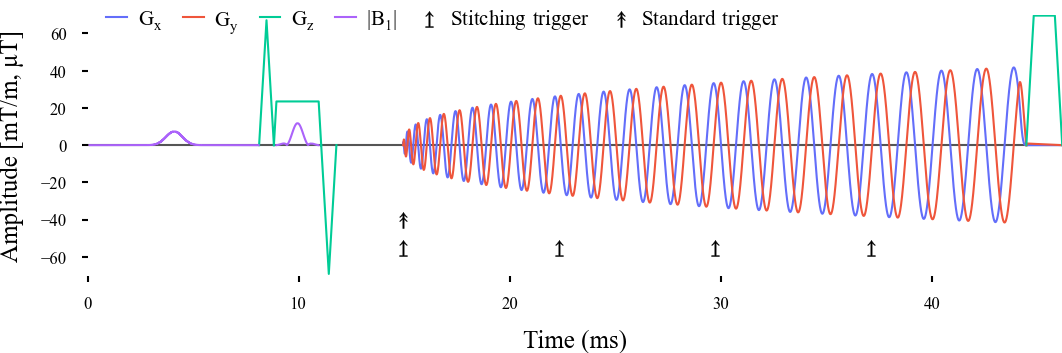 Gx Gy Gz |B1| ↥ Stitching trigger ↟ Standard trigger
Amplitude [mT/m, μT]
60
40
20
0
−20
−40
−60
0 10 20 30 40
Time (ms)